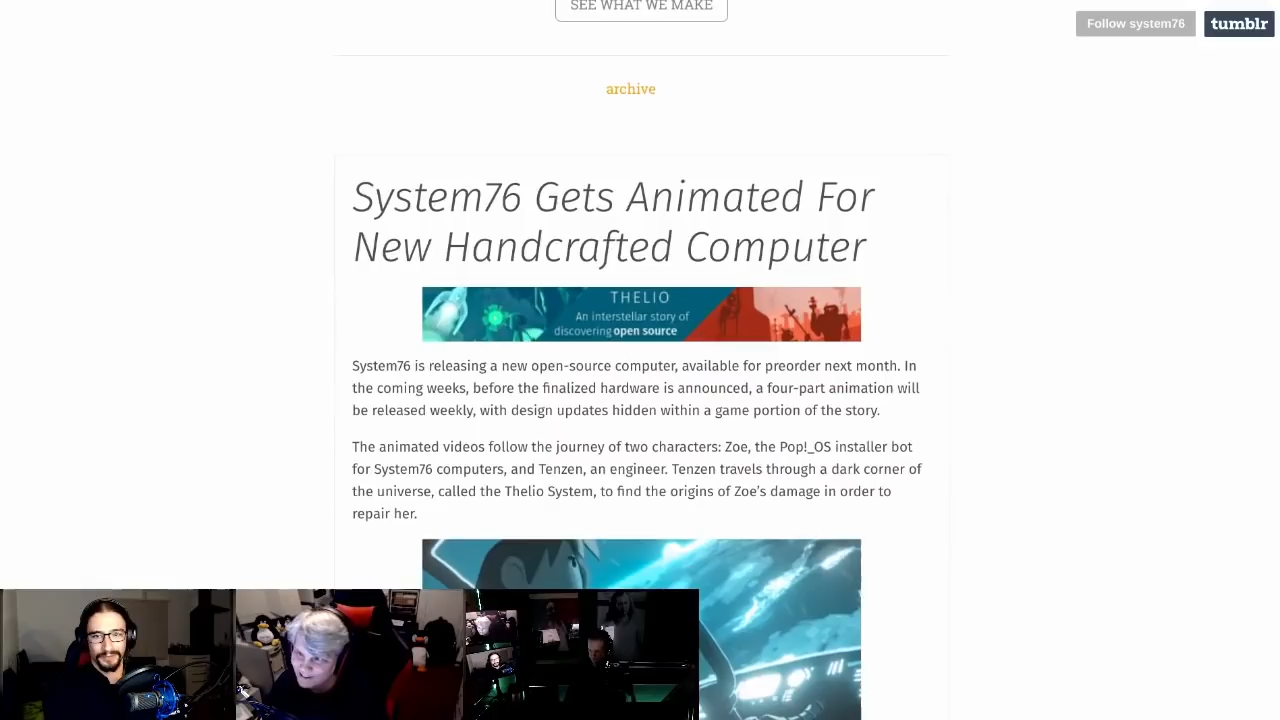 SEE WHAT WE MAKE
Follow system76
tumblr
archive
System76 Gets Animated For
New Handcrafted Computer
THELIO
An interstellar story of
discovering open source
System76 is releasing a new open-source computer, available for preorder next month. In
the coming weeks, before the finalized hardware is announced, a four-part animation will
be released weekly, with design updates hidden within a game portion of the story.
The animated videos follow the journey of two characters: Zoe, the Pop!_OS installer bot
for System76 computers, and Tenzen, an engineer. Tenzen travels through a dark corner of
the universe, called the Thelio System, to find the origins of Zoe’s damage in order to
repair her.